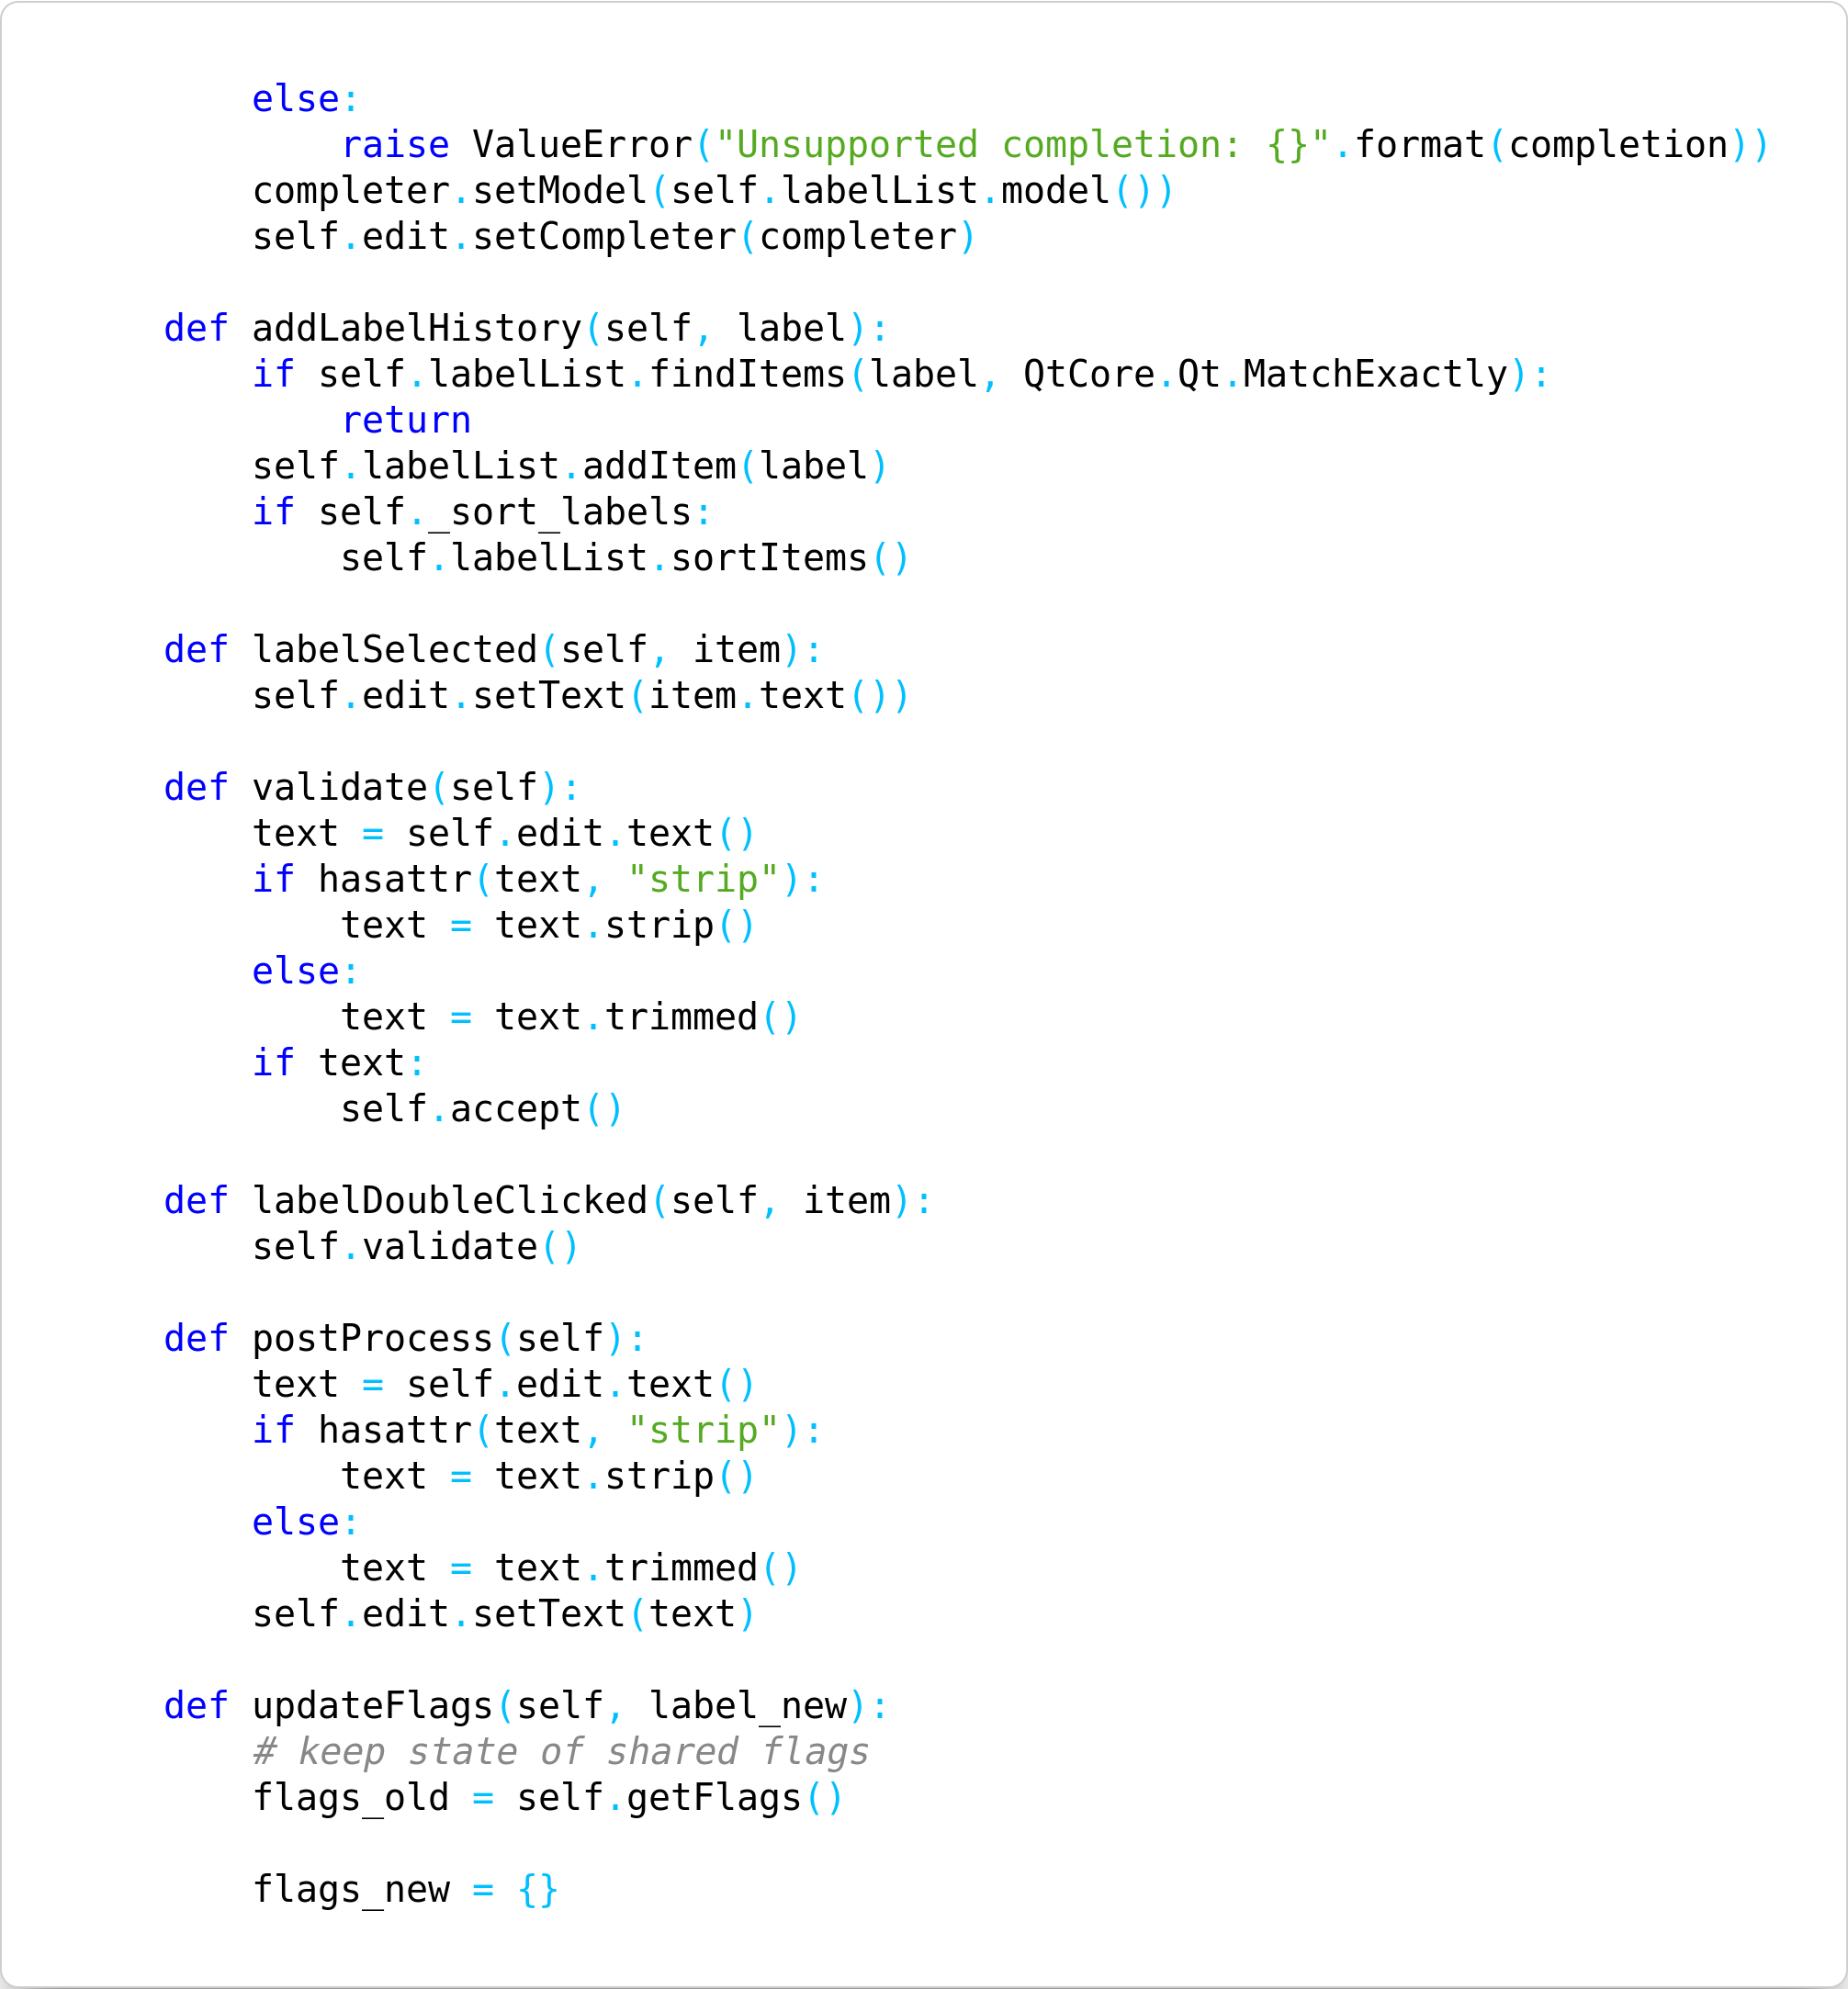 else:
            raise ValueError("Unsupported completion: {}".format(completion))
        completer.setModel(self.labelList.model())
        self.edit.setCompleter(completer)

    def addLabelHistory(self, label):
        if self.labelList.findItems(label, QtCore.Qt.MatchExactly):
            return
        self.labelList.addItem(label)
        if self._sort_labels:
            self.labelList.sortItems()

    def labelSelected(self, item):
        self.edit.setText(item.text())

    def validate(self):
        text = self.edit.text()
        if hasattr(text, "strip"):
            text = text.strip()
        else:
            text = text.trimmed()
        if text:
            self.accept()

    def labelDoubleClicked(self, item):
        self.validate()

    def postProcess(self):
        text = self.edit.text()
        if hasattr(text, "strip"):
            text = text.strip()
        else:
            text = text.trimmed()
        self.edit.setText(text)

    def updateFlags(self, label_new):
        # keep state of shared flags
        flags_old = self.getFlags()

        flags_new = {}